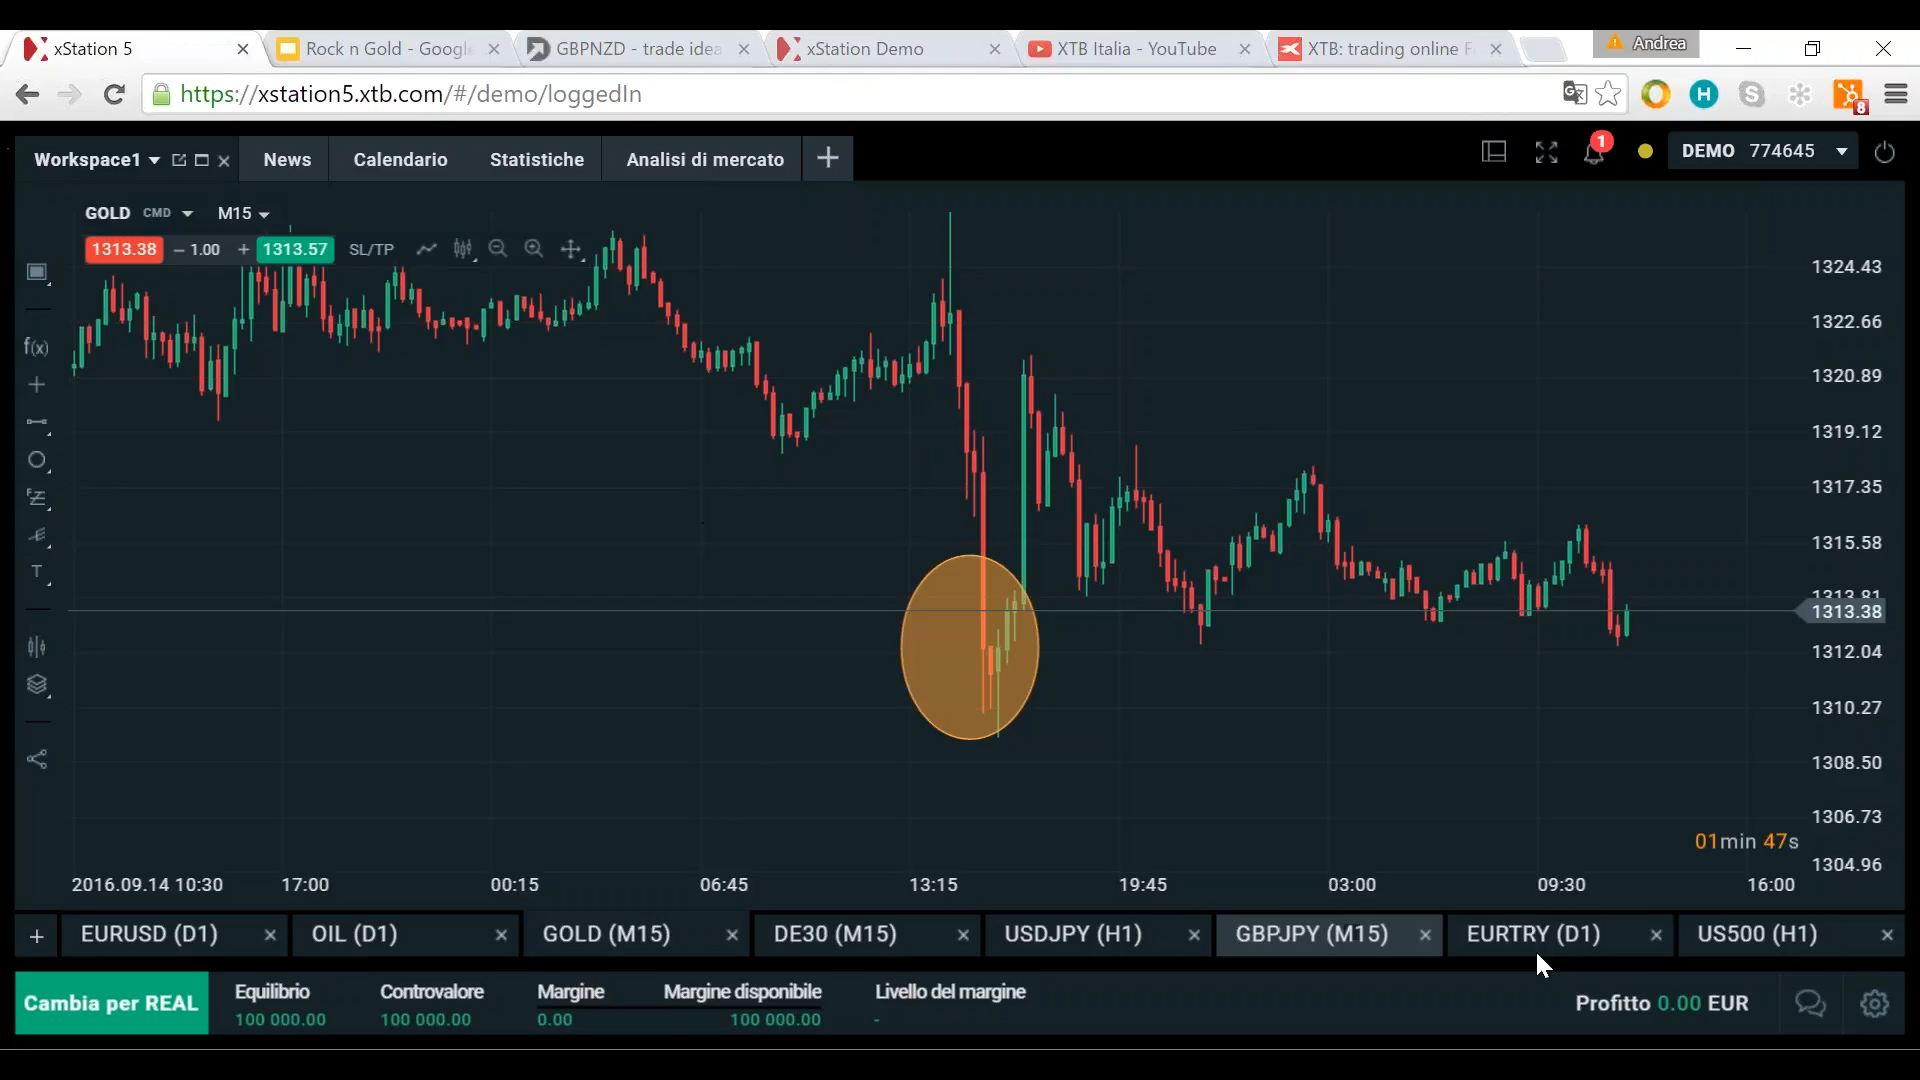 xStation 5
Rock n Gold - Google
GBPNZD - trade idea
xStation Demo
XTB Italia - YouTube
XTB: trading online F
Andrea
https://xstation5.xtb.com/#/demo/loggedIn
H
S
8
Workspace1
News
Calendario
Statistiche
Analisi di mercato
1
DEMO 774645
GOLD CMD M15
1313.38 – 1.00 + 1313.57 SL/TP
f(x)
T
1324.43
1322.66
1320.89
1319.12
1317.35
1315.58
1313.81
1313.38
1312.04
1310.27
1308.50
1306.73
1304.96
01min 47s
2016.09.14 10:30 17:00 00:15 06:45 13:15 19:45 03:00 09:30 16:00
EURUSD (D1) OIL (D1) GOLD (M15) DE30 (M15) USDJPY (H1) GBPJPY (M15) EURTRY (D1) US500 (H1)
Cambia per REAL
Equilibrio Controvalore Margine Margine disponibile Livello del margine
100 000.00 100 000.00 0.00 100 000.00 -
Profitto 0.00 EUR